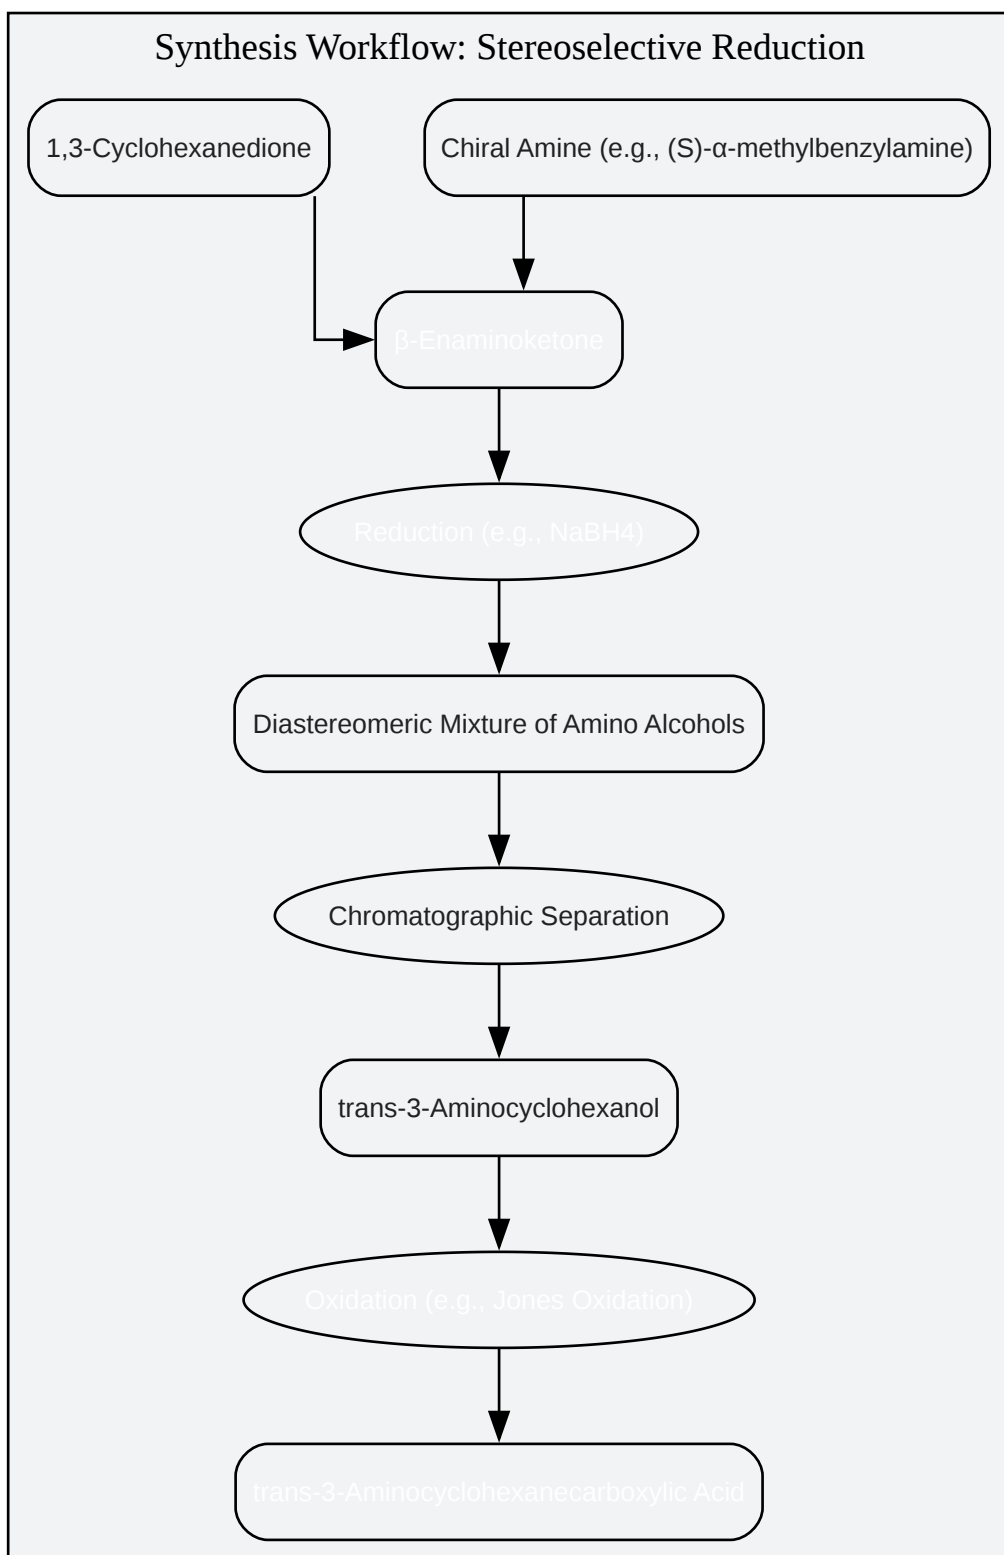 Synthesis Workflow: Stereoselective Reduction
1,3-Cyclohexanedione
Chiral Amine (e.g., (S)-α-methylbenzylamine)
β-Enaminoketone
Reduction (e.g., NaBH4)
Diastereomeric Mixture of Amino Alcohols
Chromatographic Separation
trans-3-Aminocyclohexanol
Oxidation (e.g., Jones Oxidation)
trans-3-Aminocyclohexanecarboxylic Acid